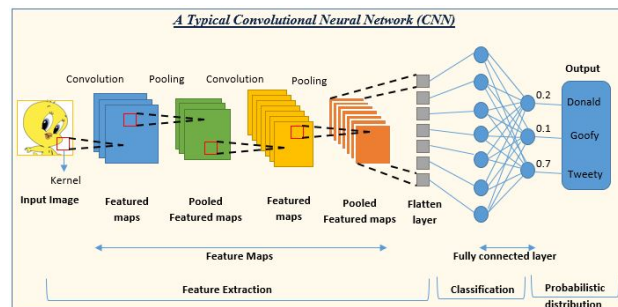 A Typical Convolutional Neural Network (CNN)
Convolution
Pooling
Convolution
Pooling
Output
0.2
Donald
0.1
Goofy
0.7
Tweety
Kernel
Input Image
Featured
maps
Pooled
Featured maps
Featured
maps
Pooled
Featured maps
Flatten
layer
Feature Maps
Fully connected layer
Feature Extraction
Classification
Probabilistic
distribution